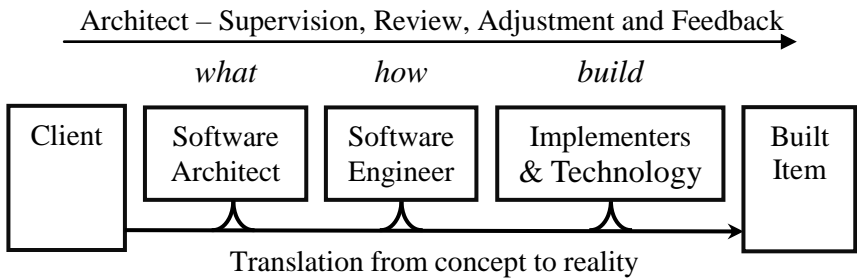 Architect – Supervision, Review, Adjustment and Feedback
what how build
Client
Software
Architect
Software
Engineer
Implementers
& Technology
Built
Item
Translation from concept to reality